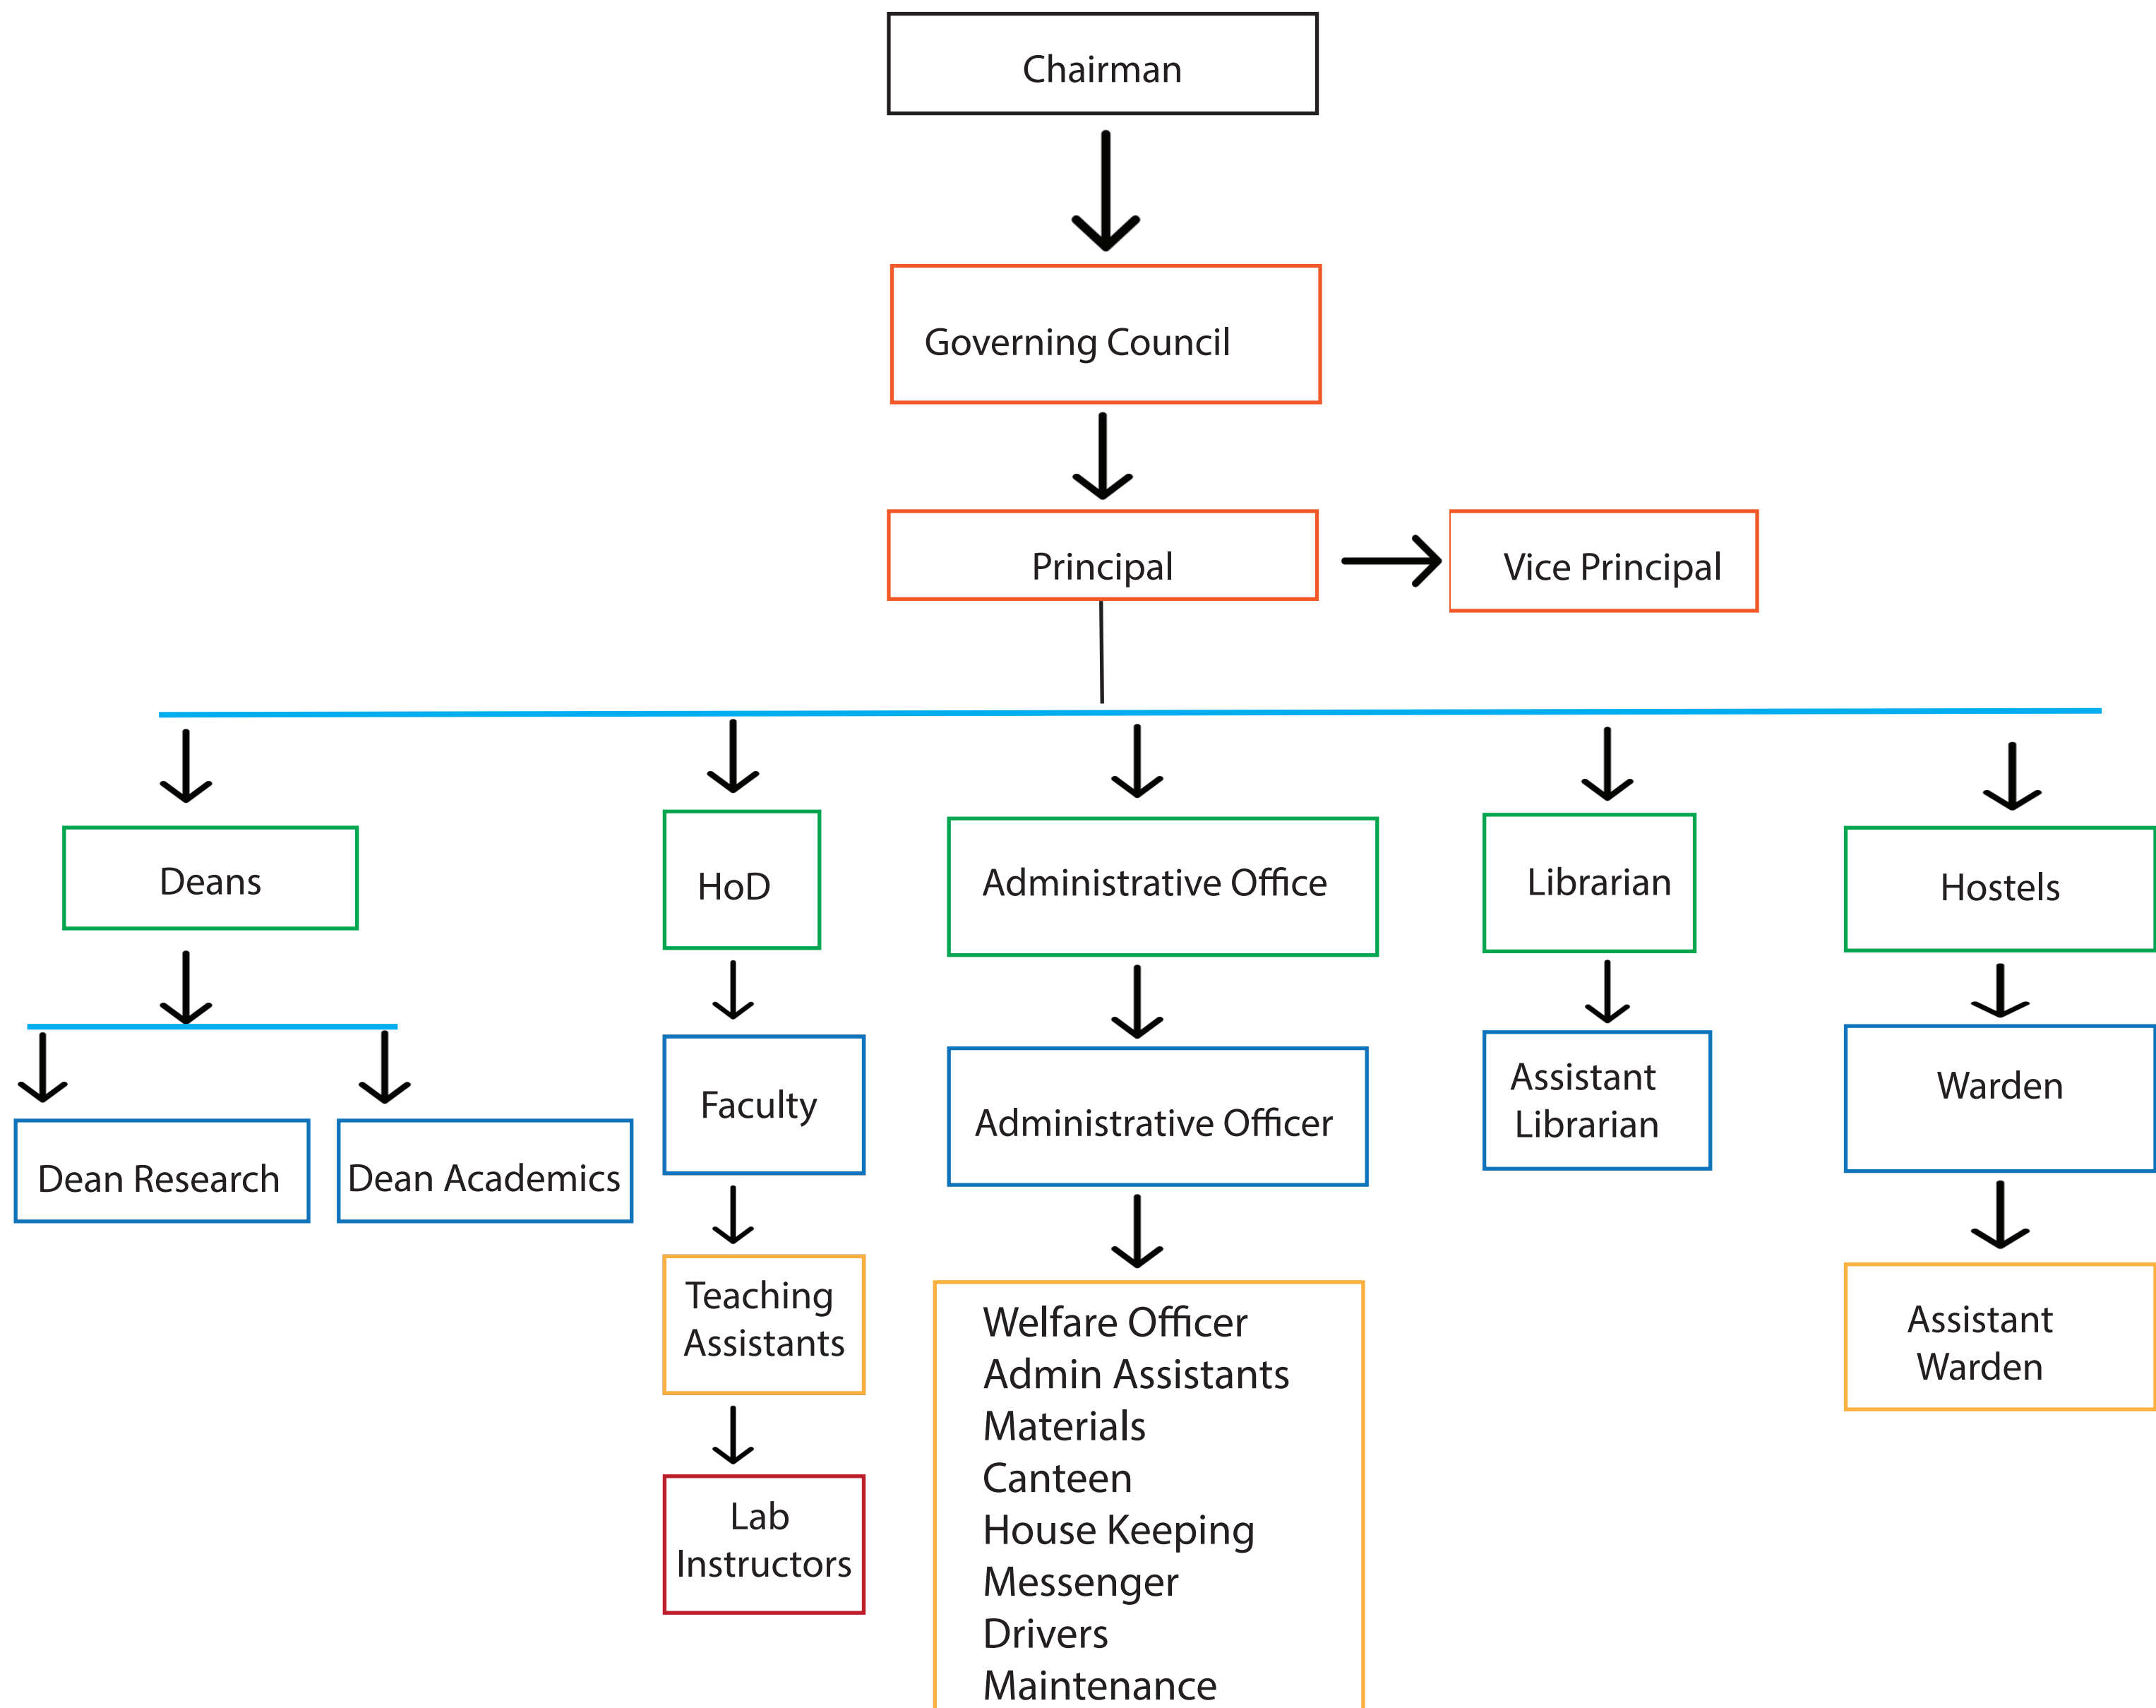 Chairman
Governing Council
Principal
Vice Principal
Deans
HoD
Administrative Office
Librarian
Hostels
Dean Research
Dean Academics
Faculty
Administrative Officer
Assistant
Librarian
Warden
Teaching
Assistants
Lab
Instructors
Welfare Officer
Admin Assistants
Materials
Canteen
House Keeping
Messenger
Drivers
Maintenance
Assistant
Warden